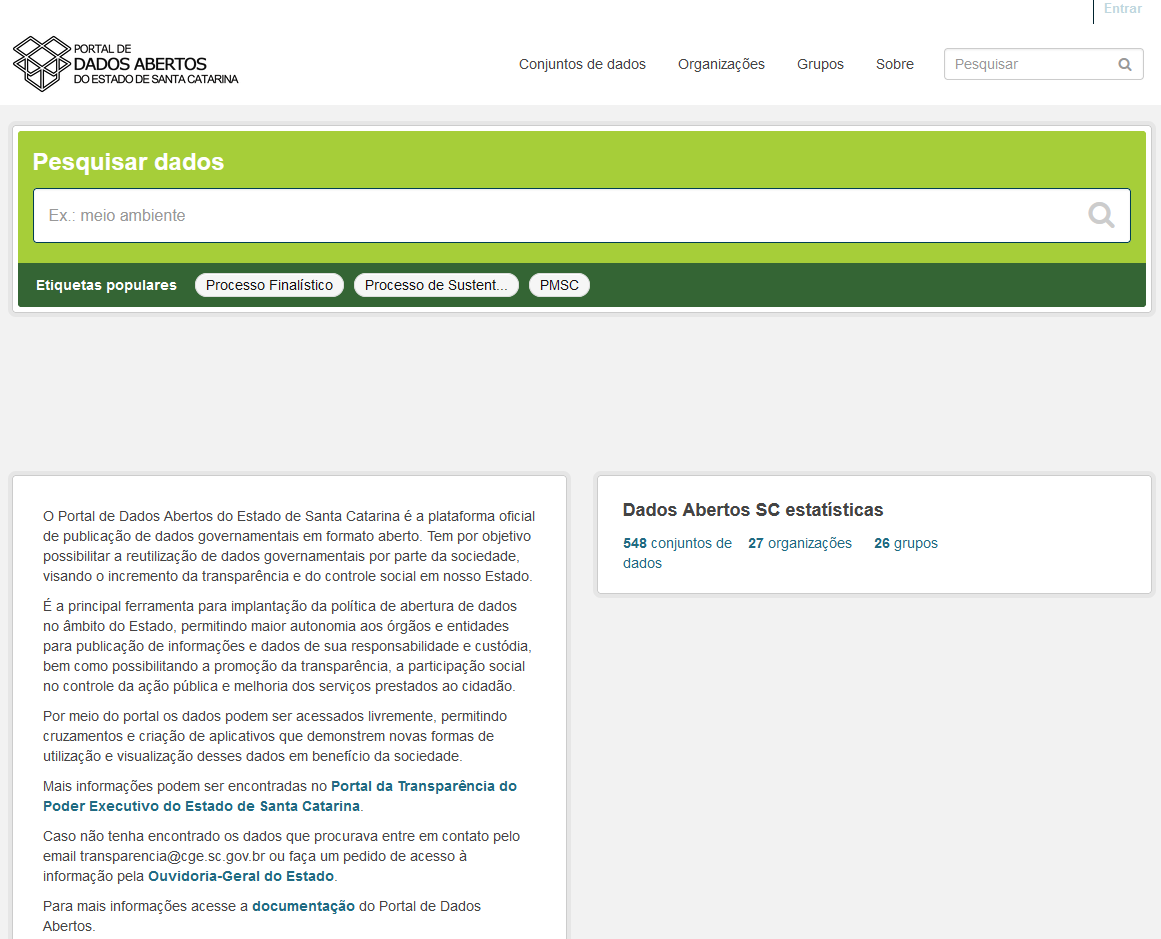 Entrar
PORTAL DE
DADOS ABERTOS
DO ESTADO DE SANTA CATARINA
Conjuntos de dados Organizações Grupos Sobre Pesquisar
Pesquisar dados
Ex.: meio ambiente
Etiquetas populares Processo Finalístico Processo de Sustent... PMSC
O Portal de Dados Abertos do Estado de Santa Catarina é a plataforma oficial
de publicação de dados governamentais em formato aberto. Tem por objetivo
possibilitar a reutilização de dados governamentais por parte da sociedade,
visando o incremento da transparência e do controle social em nosso Estado.
É a principal ferramenta para implantação da política de abertura de dados
no âmbito do Estado, permitindo maior autonomia aos órgãos e entidades
para publicação de informações e dados de sua responsabilidade e custódia,
bem como possibilitando a promoção da transparência, a participação social
no controle da ação pública e melhoria dos serviços prestados ao cidadão.
Por meio do portal os dados podem ser acessados livremente, permitindo
cruzamentos e criação de aplicativos que demonstrem novas formas de
utilização e visualização desses dados em benefício da sociedade.
Mais informações podem ser encontradas no Portal da Transparência do
Poder Executivo do Estado de Santa Catarina.
Caso não tenha encontrado os dados que procurava entre em contato pelo
email transparencia@cge.sc.gov.br ou faça um pedido de acesso à
informação pela Ouvidoria-Geral do Estado.
Para mais informações acesse a documentação do Portal de Dados
Abertos.
Dados Abertos SC estatísticas
548 conjuntos de dados
27 organizações
26 grupos